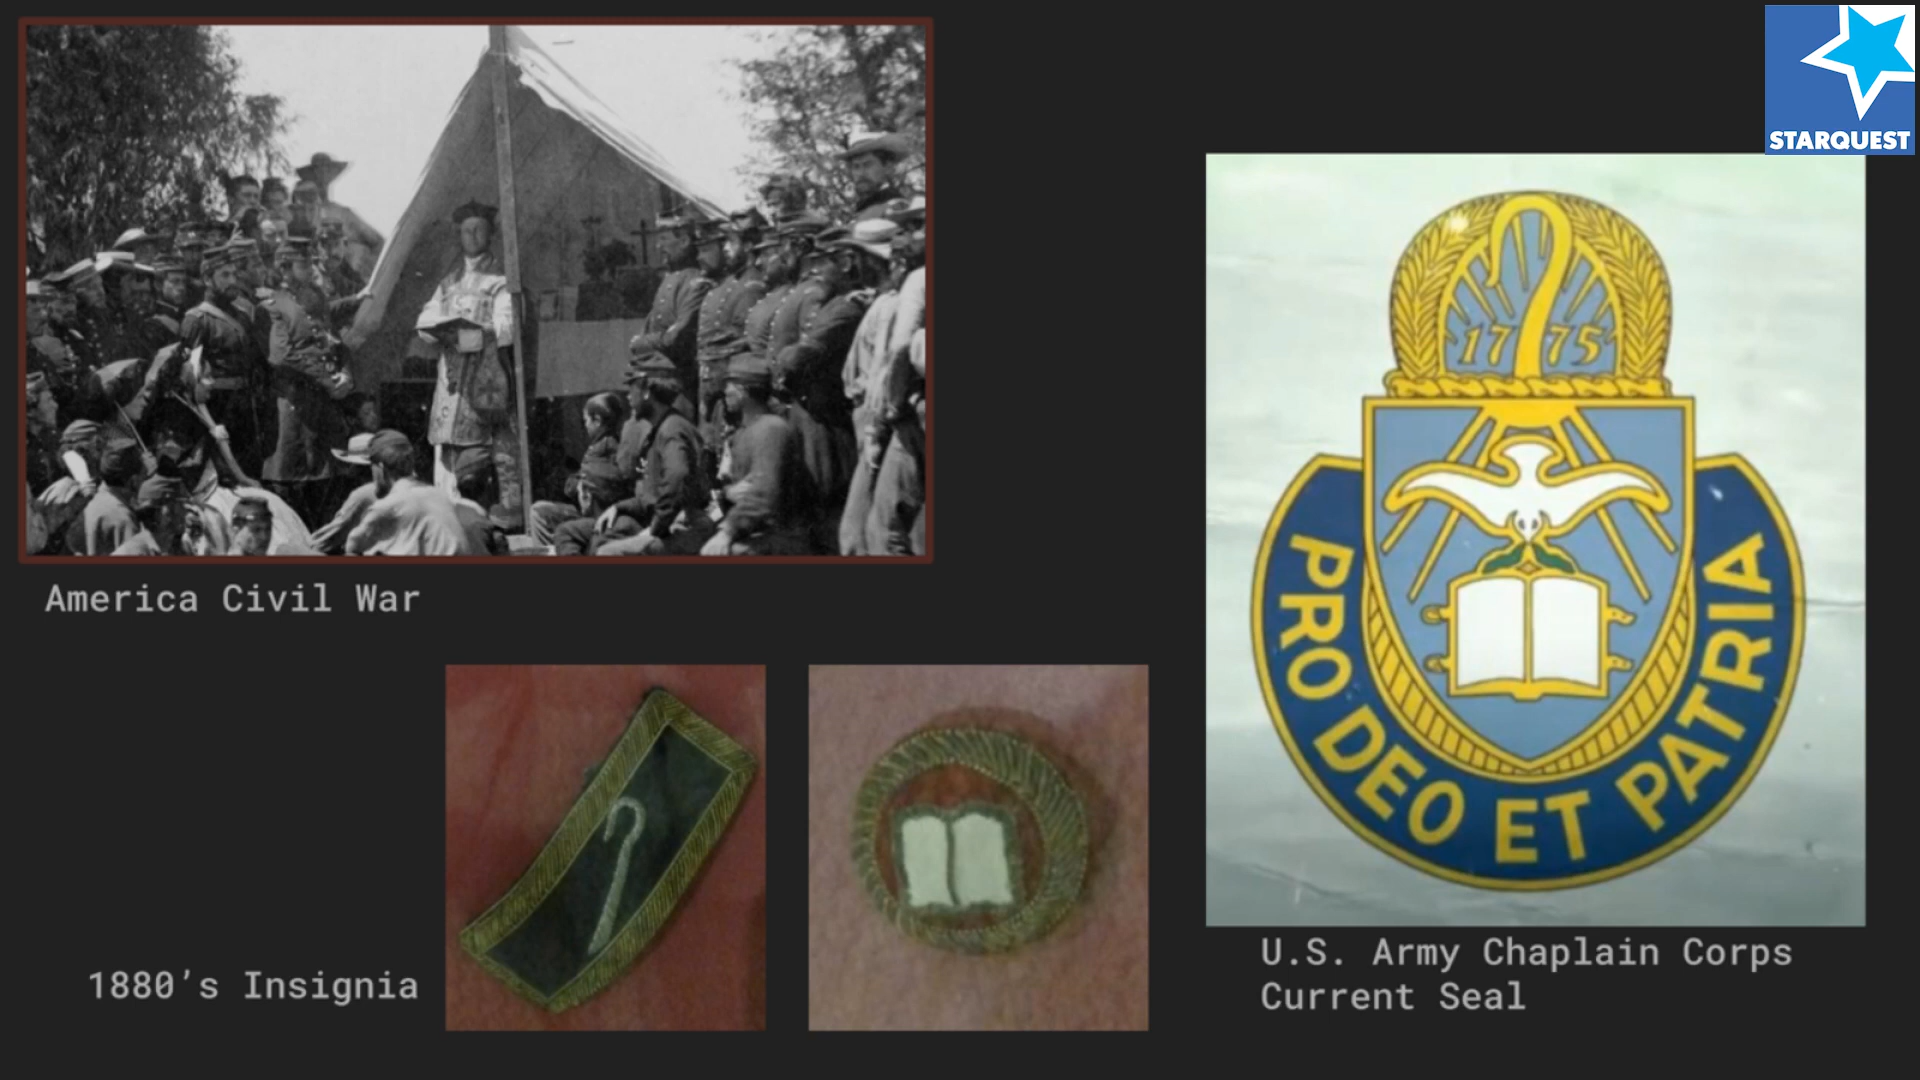 STARQUEST
America Civil War
1880’s Insignia
1775
PRO DEO ET PATRIA
U.S. Army Chaplain Corps
Current Seal